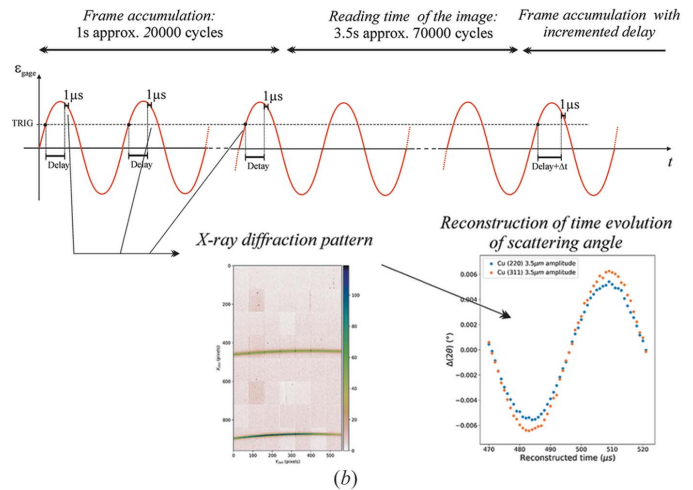 Frame accumulation:
1s approx. 20000 cycles
Reading time of the image:
3.5s approx. 70000 cycles
Frame accumulation with
incremented delay
ε gage
1μs
1μs
1μs
1μs
TRIG
Delay
Delay
Detay
Delay+Δt
t
X-ray diffraction pattern
Reconstruction of time evolution
of scattering angle
0
200
400
600
800
0 100 200 300 400 500
0
20
40
60
80
100
Cu (220) 3.5μm amplitude
Cu (311) 3.5μm amplitude
0.006
0.004
0.002
0.000
−0.002
−0.004
−0.006
Δ(2θ) (°)
470 480 490 500 510 520
Reconstructed time (μs)
(b)